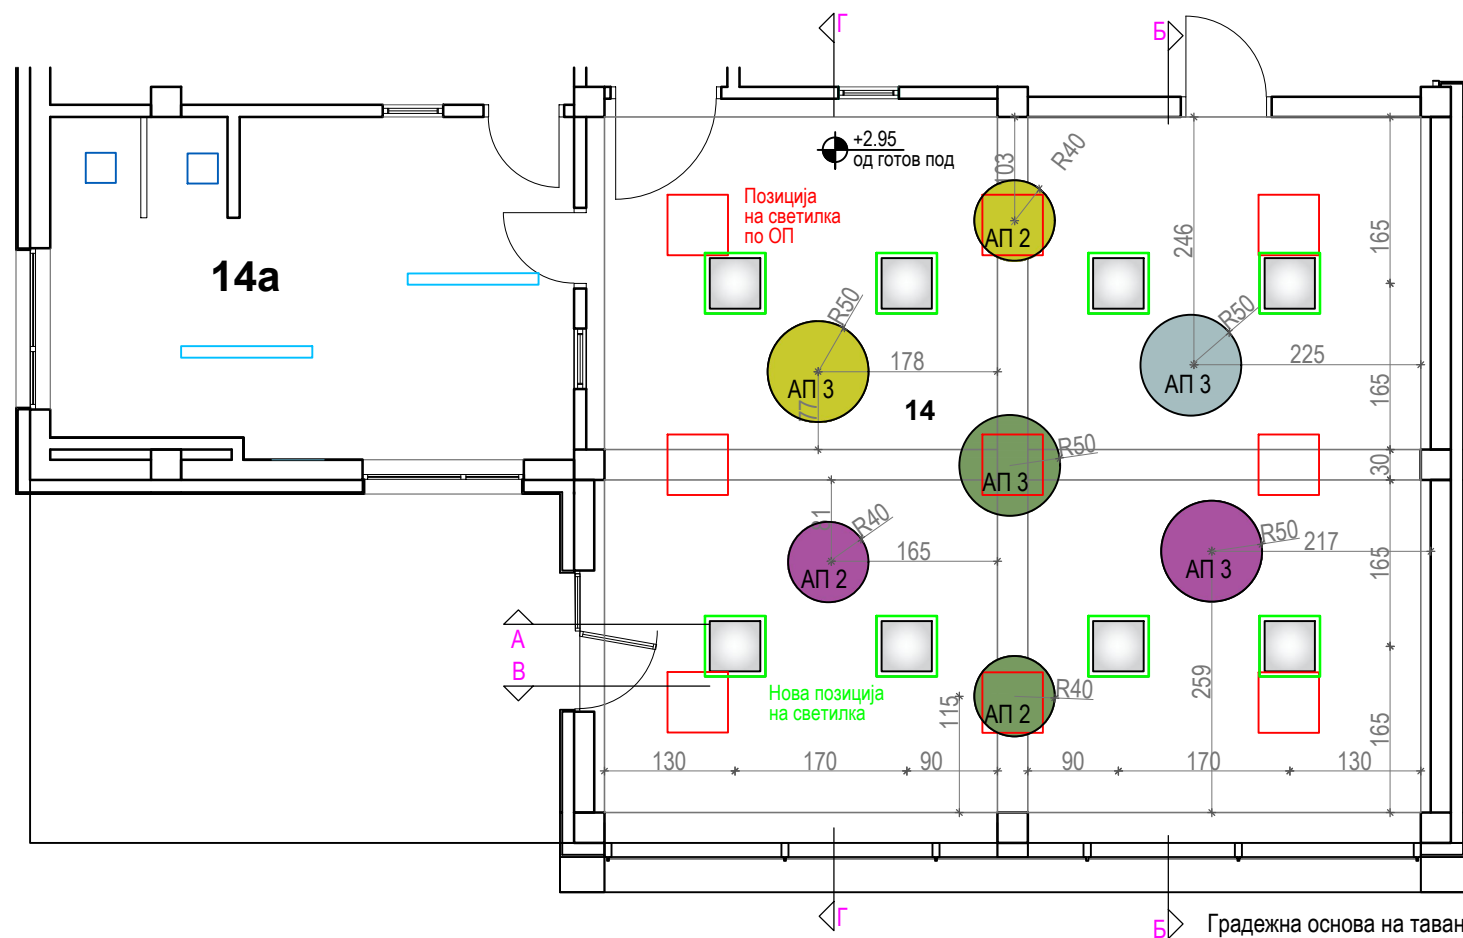 Г
Б
+2.95
од готов под
103
R40
Позиција
на светилка
по ОП
АП 2
246
165
14а
R50
R50
178
225
АП 3
АП 3
77
14
165
R50
30
АП 3
R40
R50
217
165
АП 2
165
АП 3
А
В
Нова позиција
на светилка
259
115
R40
АП 2
165
130
170
90
90
170
130
Г
Б
Градежна основа на таван